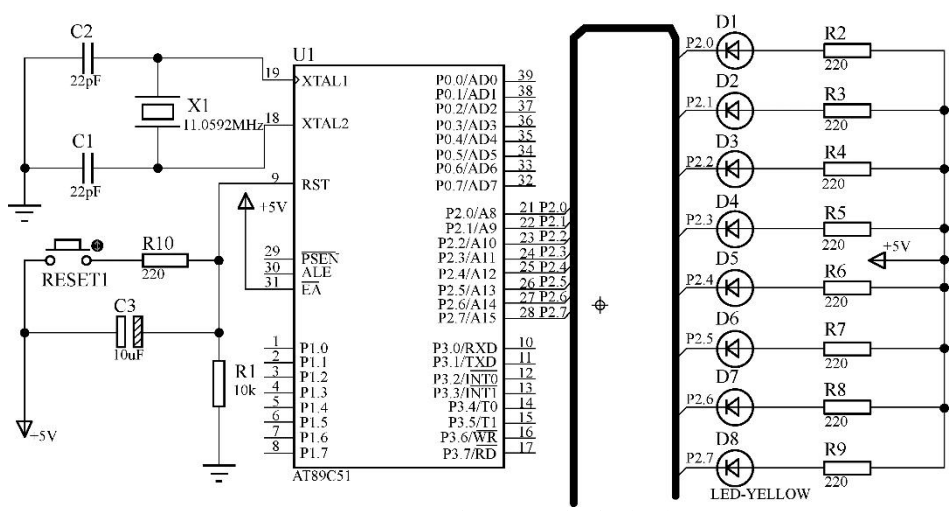 C2
22pF
X1
11.0592MHz
C1
22pF
+5V
RESET1
R10
220
C3
10uF
R1
10k
+5V
U1
19 XTAL1
18 XTAL2
9 RST
29 PSEN
30 ALE
31 EA
1 P1.0
2 P1.1
3 P1.2
4 P1.3
5 P1.4
6 P1.5
7 P1.6
8 P1.7
P0.0/AD0 39
P0.1/AD1 38
P0.2/AD2 37
P0.3/AD3 36
P0.4/AD4 35
P0.5/AD5 34
P0.6/AD6 33
P0.7/AD7 32
P2.0/A8 21 P2.0
P2.1/A9 22 P2.1
P2.2/A10 23 P2.2
P2.3/A11 24 P2.3
P2.4/A12 25 P2.4
P2.5/A13 26 P2.5
P2.6/A14 27 P2.6
P2.7/A15 28 P2.7
P3.0/RXD 10
P3.1/TXD 11
P3.2/INT0 12
P3.3/INT1 13
P3.4/T0 14
P3.5/T1 15
P3.6/WR 16
P3.7/RD 17
AT89C51
P2.0 D1 R2
220
P2.1 D2 R3
220
P2.2 D3 R4
220
P2.3 D4 R5
220
+5V
P2.4 D5 R6
220
P2.5 D6 R7
220
P2.6 D7 R8
220
P2.7 D8 R9
220
LED-YELLOW